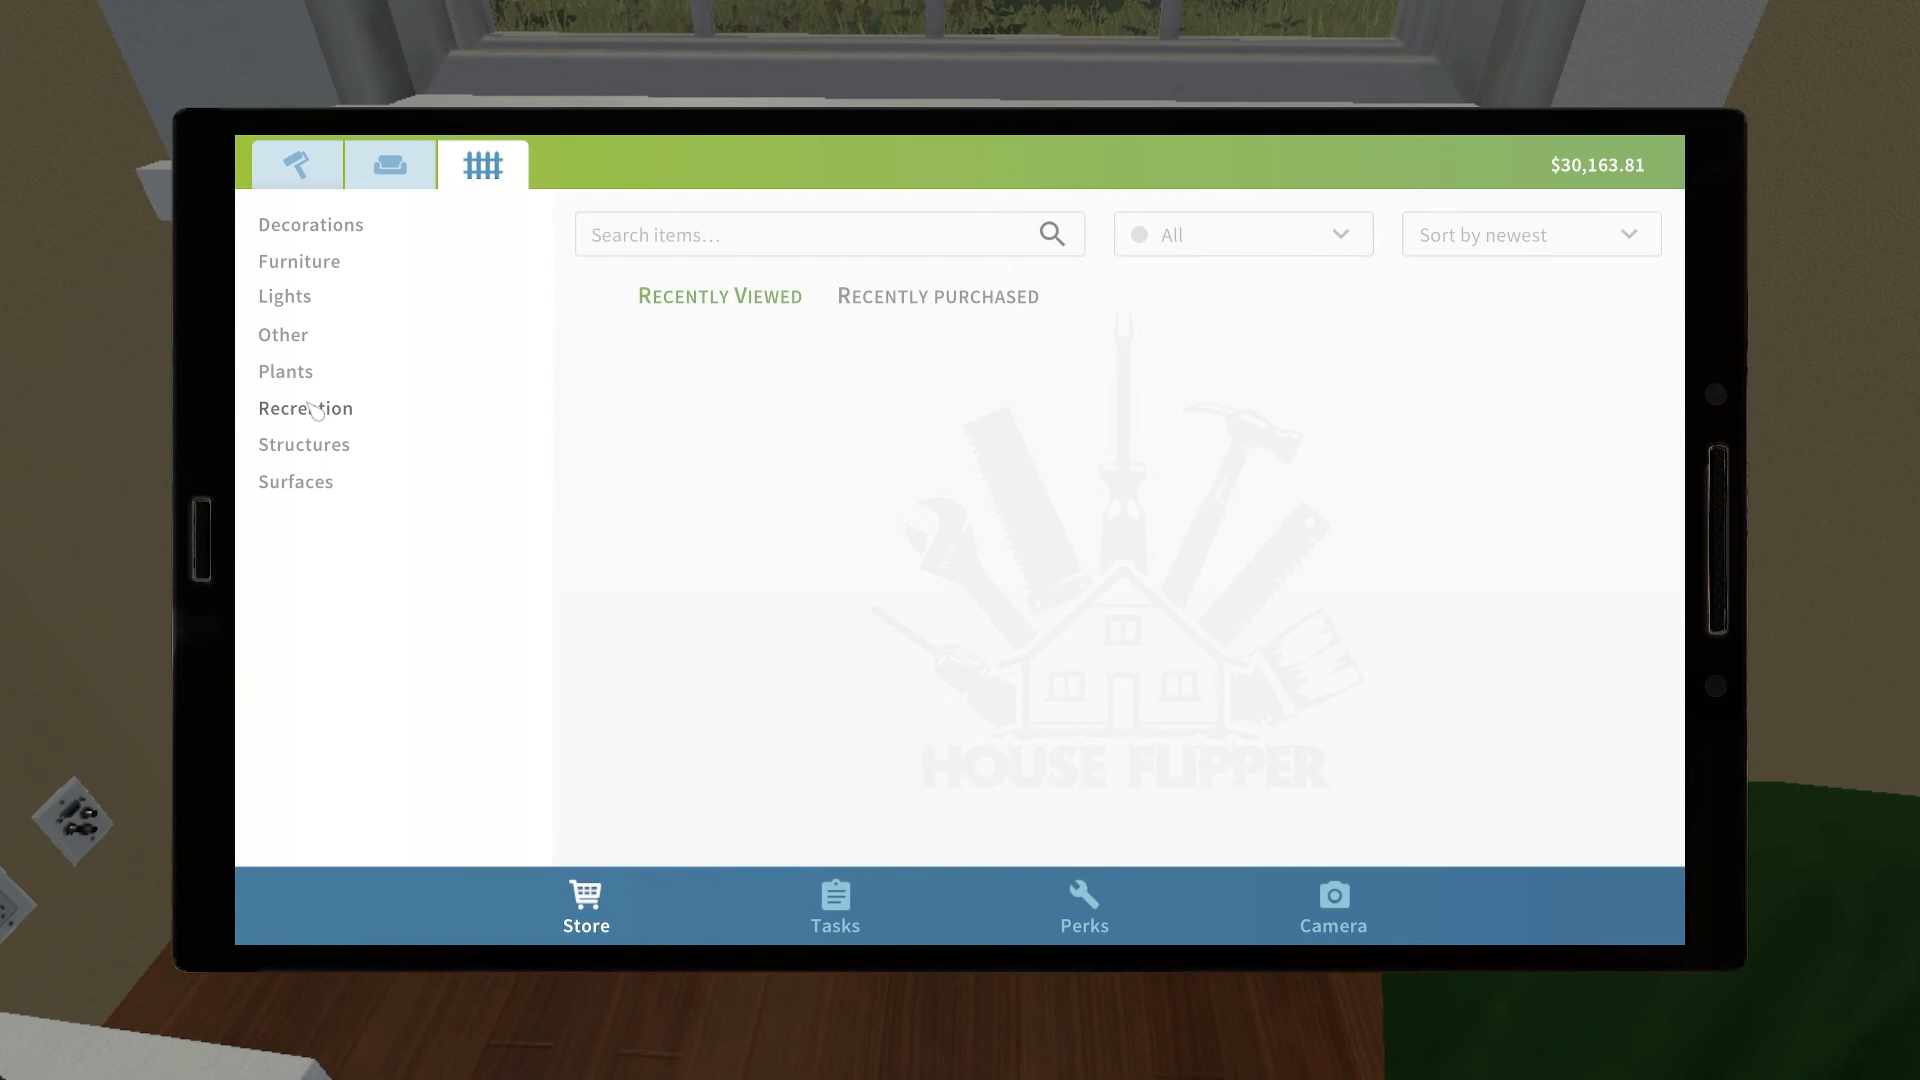 $30,163.81
Decorations
Furniture
Lights
Other
Plants
Recreation
Structures
Surfaces
Search items...
All
Sort by newest
RECENTLY VIEWED
RECENTLY PURCHASED
HOUSE FLIPPER
Store
Tasks
Perks
Camera